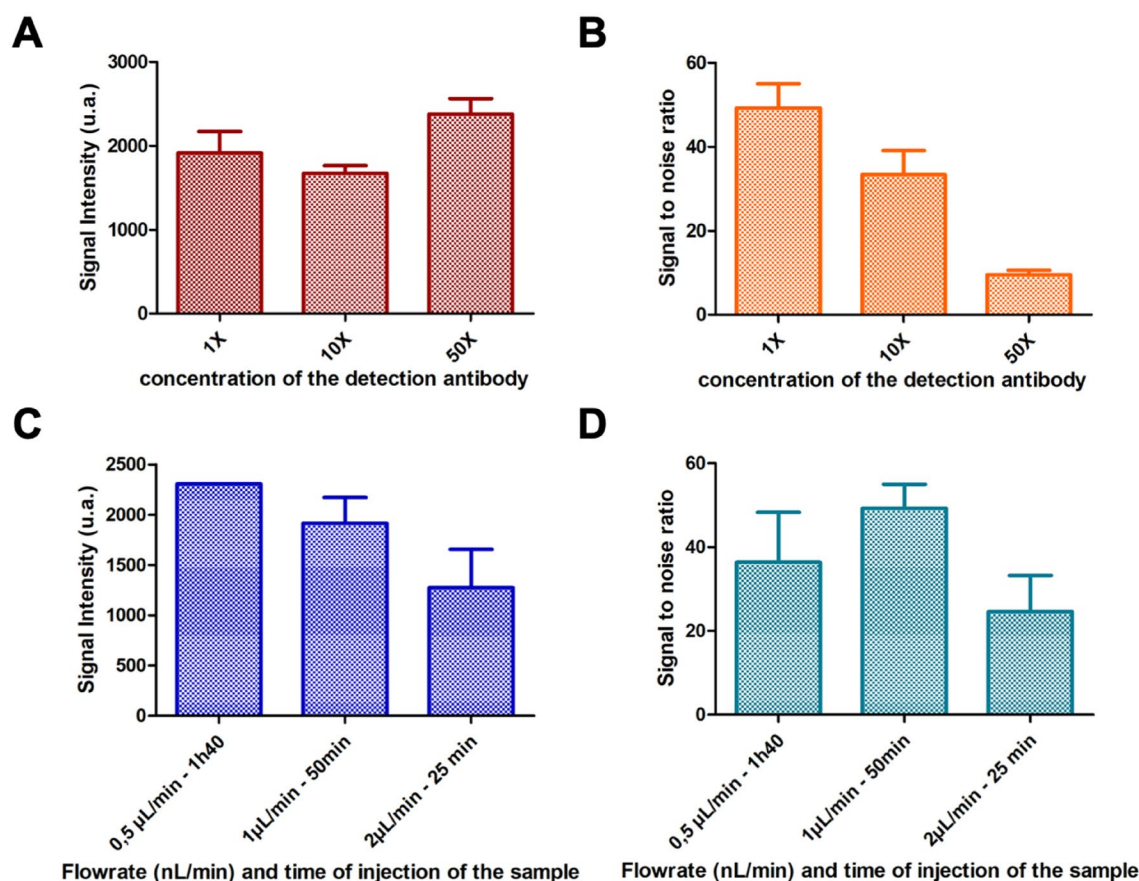 A
Signal Intensity (u.a.)
3000
2000
1000
0
1X
10X
50X
concentration of the detection antibody
B
Signal to noise ratio
60
40
20
0
1X
10X
50X
concentration of the detection antibody
C
Signal Intensity (u.a.)
2500
2000
1500
1000
500
0
0,5 µL/min - 1h40
1µL/min - 50min
2µL/min - 25 min
Flowrate (nL/min) and time of injection of the sample
D
Signal to noise ratio
60
40
20
0
0,5 µL/min - 1h40
1µL/min - 50min
2µL/min - 25 min
Flowrate (nL/min) and time of injection of the sample